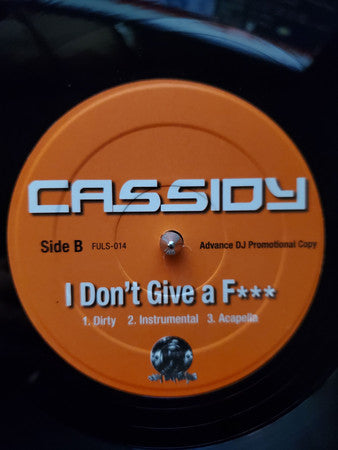 CASSIDY
Side B FULS-014 Advance DJ Promotional Copy
I Don't Give a F***
1. Dirty 2. Instrumental 3. Acapella